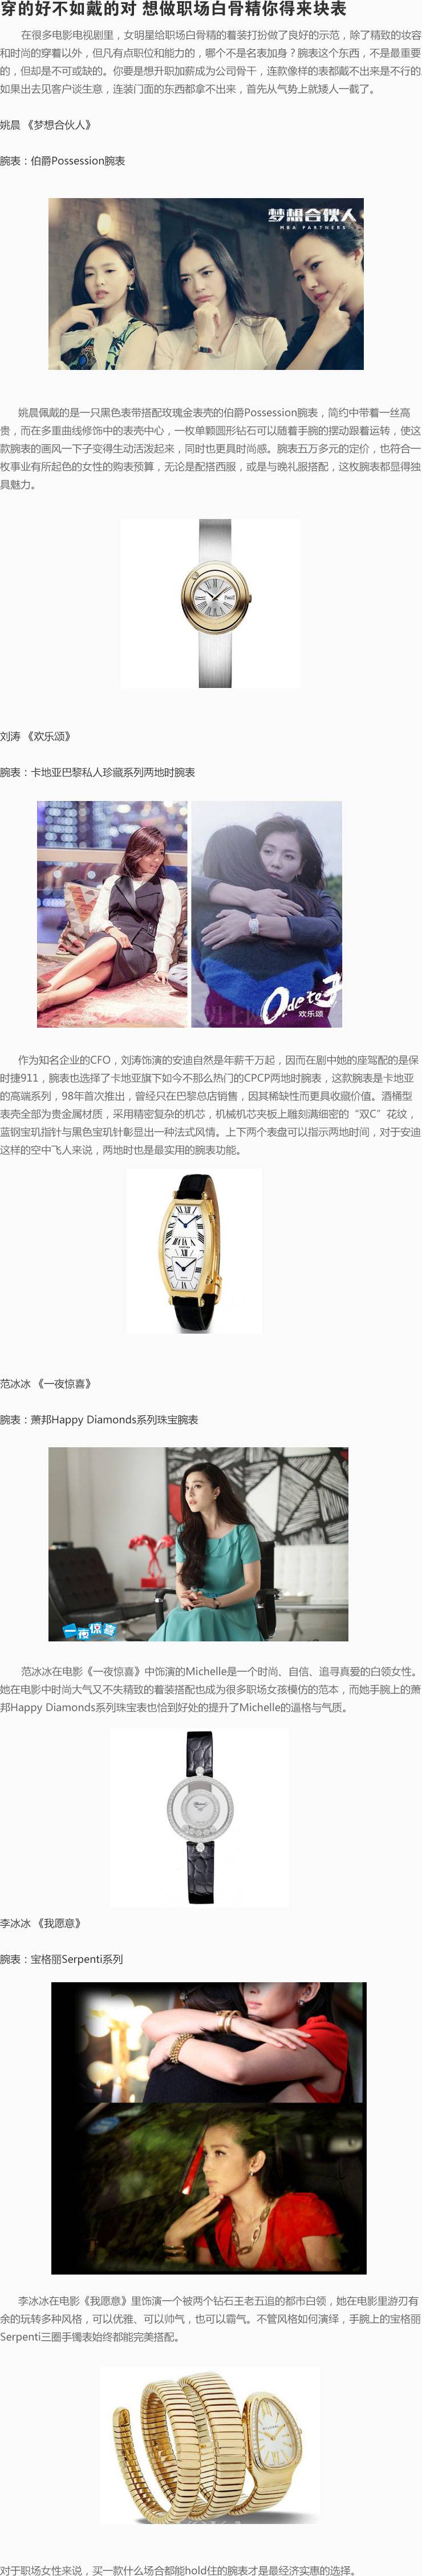 穿的好不如戴的对 想做职场白骨精你得来块表
在很多电影电视剧里，女明星给职场白骨精的着装打扮做了良好的示范，除了精致的妆容
和时尚的穿着以外，但凡有点职位和能力的，哪个不是名表加身？腕表这个东西，不是最重要
的，但却是不可或缺的。你要是想升职加薪成为公司骨干，连款像样的表都戴不出来是不行的，
如果出去见客户谈生意，连装门面的东西都拿不出来，首先从气势上就矮人一截了。
姚晨 《梦想合伙人》
腕表：伯爵Possession腕表
梦想合伙人
MBA PARTNERS
姚晨佩戴的是一只黑色表带搭配玫瑰金表壳的伯爵Possession腕表，简约中带着一丝高
贵，而在多重曲线修饰中的表壳中心，一枚单颗圆形钻石可以随着手腕的摆动跟着运转，使这
款腕表的画风一下子变得生动活泼起来，同时也更具时尚感。腕表五万多元的定价，也符合一
枚事业有所起色的女性的购表预算，无论是配搭西服，或是与晚礼服搭配，这枚腕表都显得独
具魅力。
PIAGET
刘涛 《欢乐颂》
腕表：卡地亚巴黎私人珍藏系列两地时腕表
Ode to J
欢乐颂
作为知名企业的CFO，刘涛饰演的安迪自然是年薪千万起，因而在剧中她的座驾配的是保
时捷911，腕表也选择了卡地亚旗下如今不那么热门的CPCP两地时腕表，这款腕表是卡地亚
的高端系列，98年首次推出，曾经只在巴黎总店销售，因其稀缺性而更具收藏价值。酒桶型
表壳全部为贵金属材质，采用精密复杂的机芯，机械机芯夹板上雕刻满细密的“双C”花纹，
蓝钢宝玑指针与黑色宝玑针彰显出一种法式风情。上下两个表盘可以指示两地时间，对于安迪
这样的空中飞人来说，两地时也是最实用的腕表功能。
范冰冰 《一夜惊喜》
腕表：萧邦Happy Diamonds系列珠宝腕表
一夜惊喜
范冰冰在电影《一夜惊喜》中饰演的Michelle是一个时尚、自信、追寻真爱的白领女性。
她在电影中时尚大气又不失精致的着装搭配也成为很多职场女孩模仿的范本，而她手腕上的萧
邦Happy Diamonds系列珠宝表也恰到好处的提升了Michelle的逼格与气质。
Chopard
李冰冰 《我愿意》
腕表：宝格丽Serpenti系列
李冰冰在电影《我愿意》里饰演一个被两个钻石王老五追的都市白领，她在电影里游刃有
余的玩转多种风格，可以优雅、可以帅气，也可以霸气。不管风格如何演绎，手腕上的宝格丽
Serpenti三圈手镯表始终都能完美搭配。
BVLGARI
对于职场女性来说，买一款什么场合都能hold住的腕表才是最经济实惠的选择。